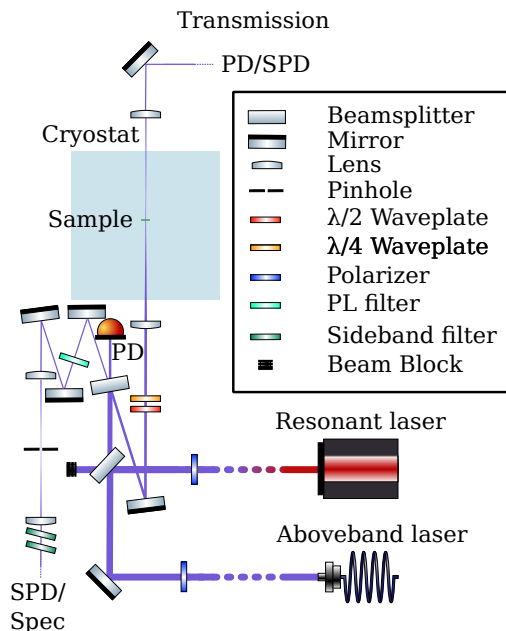 Transmission
PD/SPD
Cryostat
Sample
Beamsplitter
Mirror
Lens
Pinhole
λ/2 Waveplate
λ/4 Waveplate
Polarizer
PL filter
Sideband filter
Beam Block
PD
Resonant laser
Aboveband laser
SPD/
Spec